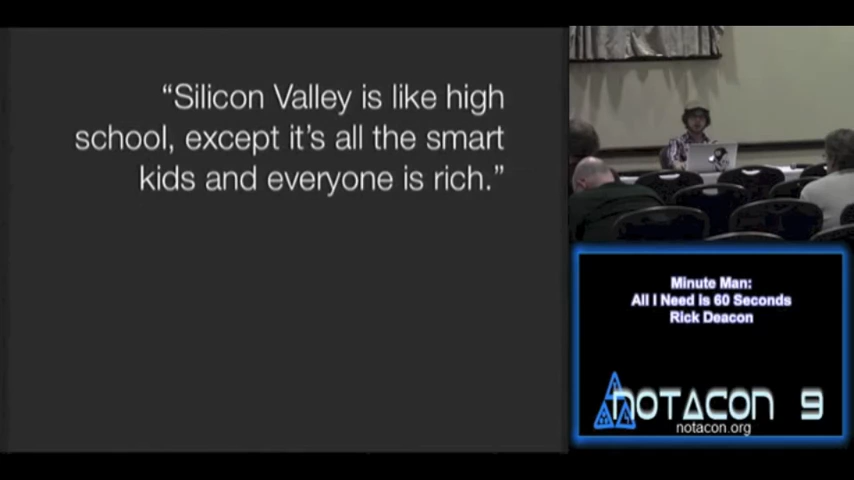 “Silicon Valley is like high
school, except it’s all the smart
kids and everyone is rich.”
Minute Man:
All I Need is 60 Seconds
Rick Deacon
NOTACON 9
notacon.org